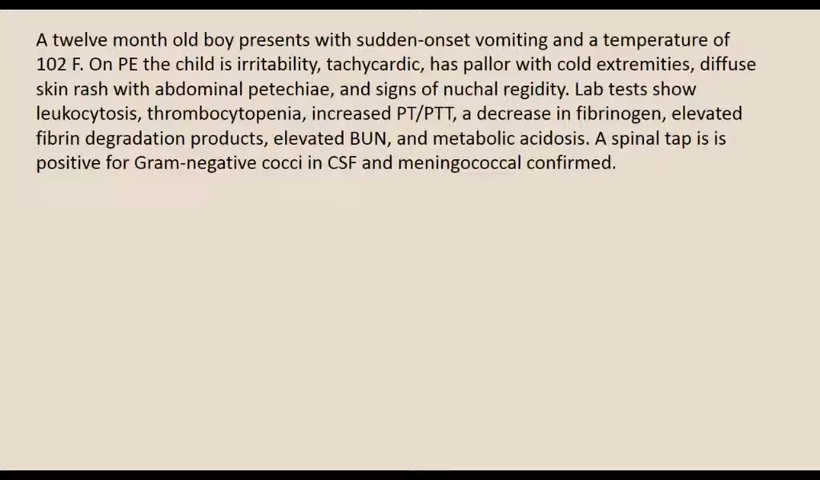 A twelve month old boy presents with sudden-onset vomiting and a temperature of
102 F. On PE the child is irritability, tachycardic, has pallor with cold extremities, diffuse
skin rash with abdominal petechiae, and signs of nuchal regidity. Lab tests show
leukocytosis, thrombocytopenia, increased PT/PTT, a decrease in fibrinogen, elevated
fibrin degradation products, elevated BUN, and metabolic acidosis. A spinal tap is is
positive for Gram-negative cocci in CSF and meningococcal confirmed.